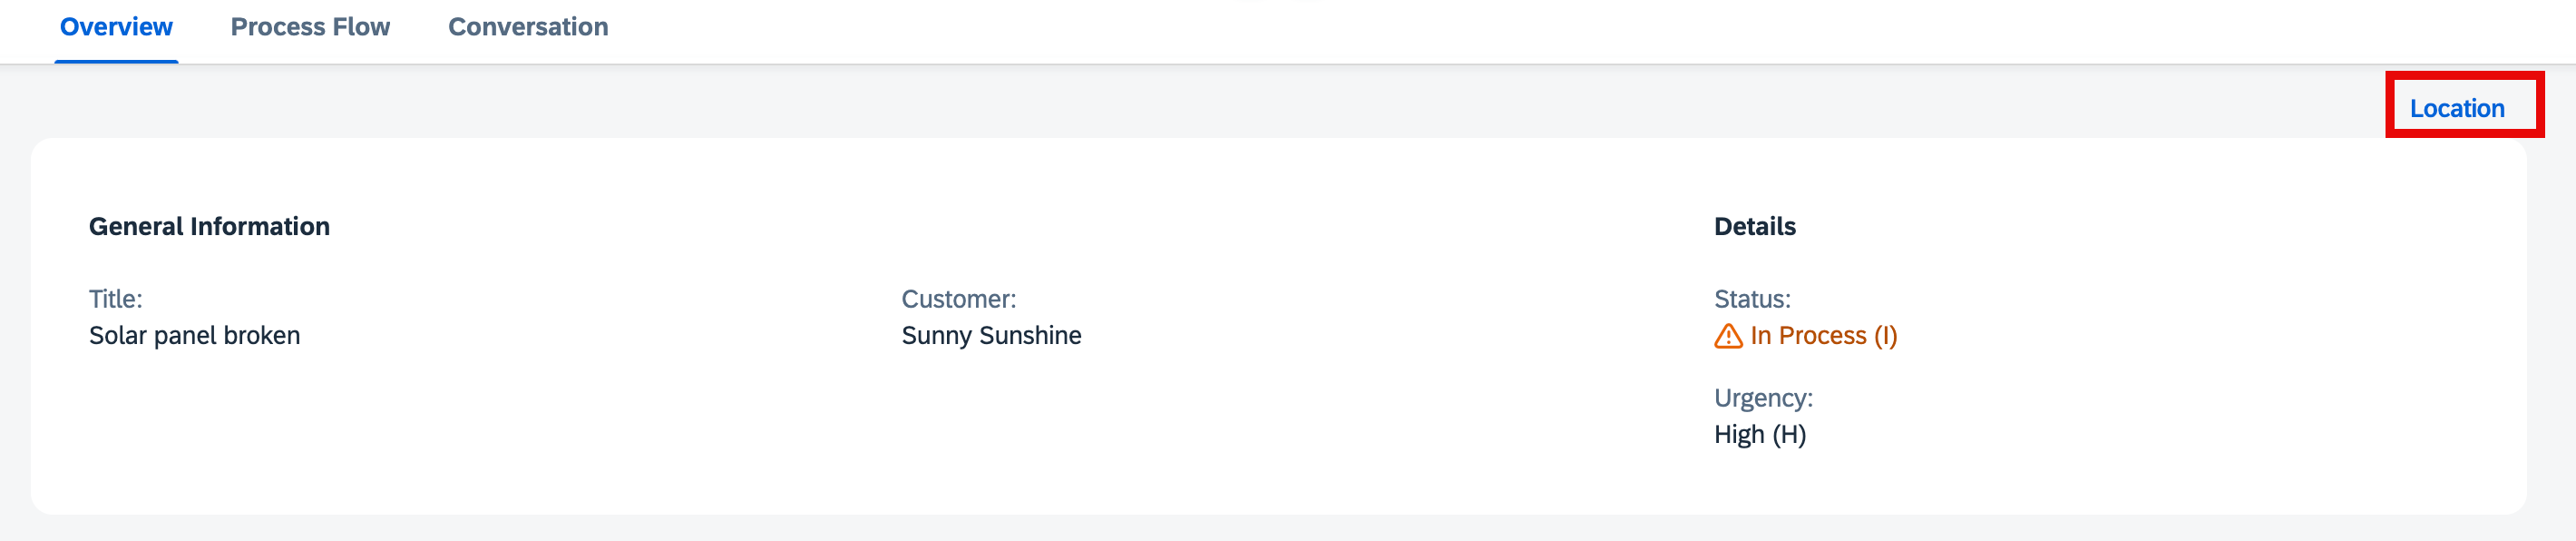 Overview Process Flow Conversation
Location
General Information
Title:
Solar panel broken
Customer:
Sunny Sunshine
Details
Status:
In Process (I)
Urgency:
High (H)